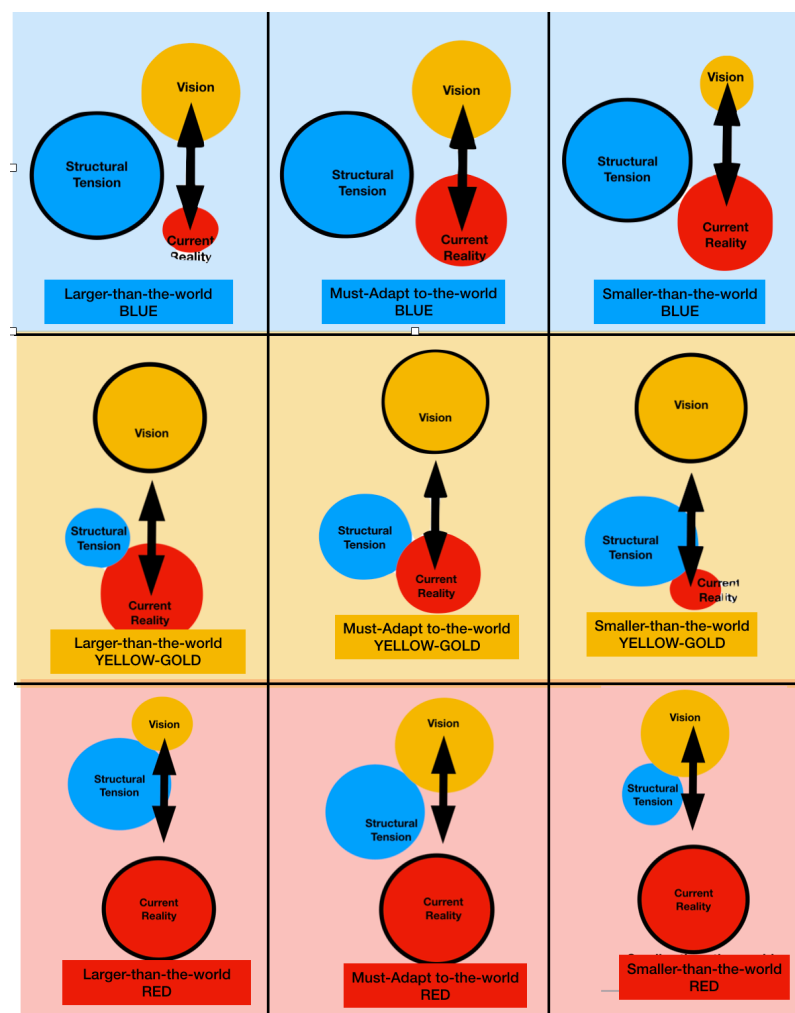 Vision
Structural
Tension
Current
Reality
Larger-than-the-world
BLUE
Vision
Structural
Tension
Current
Reality
Must-Adapt to-the-world
BLUE
Vision
Structural
Tension
Current
Reality
Smaller-than-the-world
BLUE
Vision
Structural
Tension
Current
Reality
Larger-than-the-world
YELLOW-GOLD
Vision
Structural
Tension
Current
Reality
Must-Adapt to-the-world
YELLOW-GOLD
Vision
Structural
Tension
Current
Reality
Smaller-than-the-world
YELLOW-GOLD
Vision
Structural
Tension
Current
Reality
Larger-than-the-world
RED
Vision
Structural
Tension
Current
Reality
Must-Adapt to-the-world
RED
Vision
Structural
Tension
Current
Reality
Smaller-than-the-world
RED